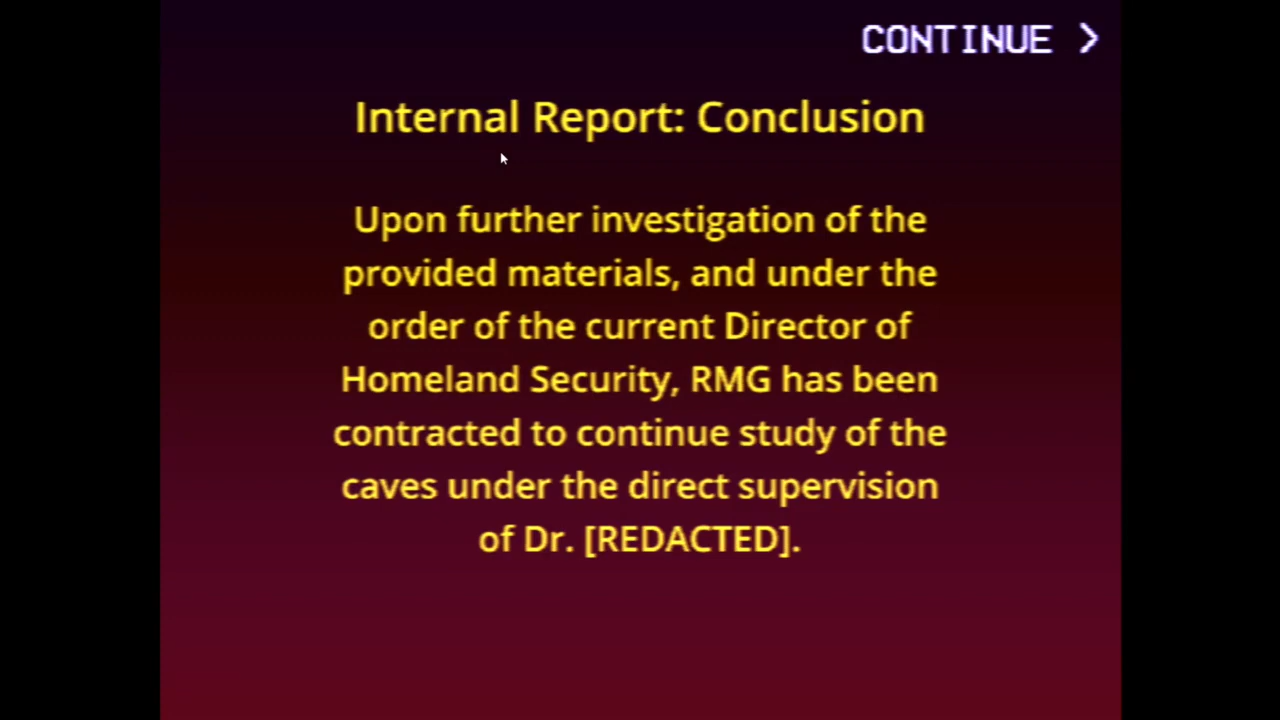 CONTINUE >
Internal Report: Conclusion
Upon further investigation of the
provided materials, and under the
order of the current Director of
Homeland Security, RMG has been
contracted to continue study of the
caves under the direct supervision
of Dr. [REDACTED].